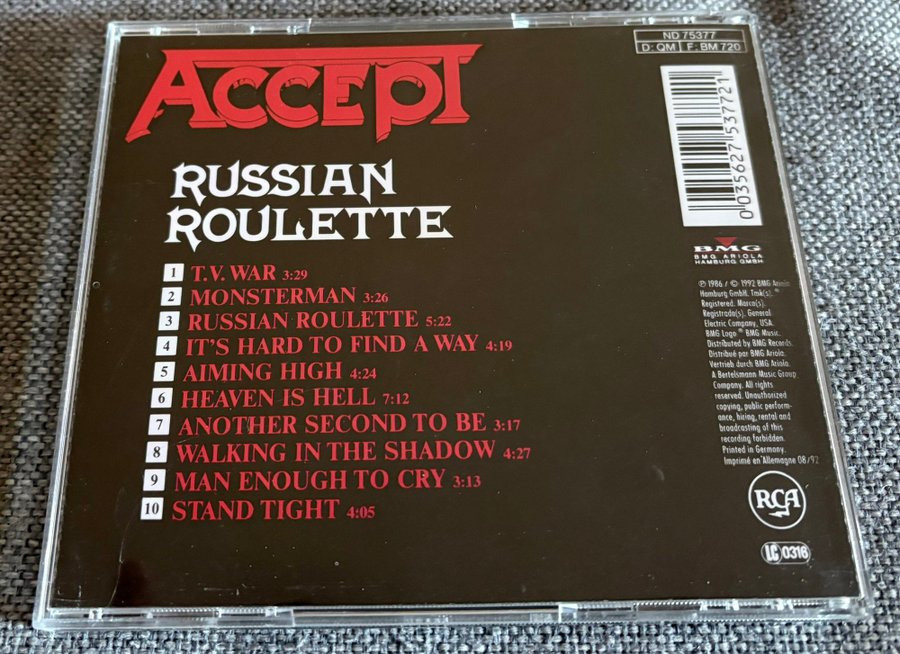 ACCEPT
RUSSIAN
ROULETTE
1 T.V. WAR 3:29
2 MONSTERMAN 3:26
3 RUSSIAN ROULETTE 5:22
4 IT'S HARD TO FIND A WAY 4:19
5 AIMING HIGH 4:24
6 HEAVEN IS HELL 7:12
7 ANOTHER SECOND TO BE 3:17
8 WALKING IN THE SHADOW 4:27
9 MAN ENOUGH TO CRY 3:13
10 STAND TIGHT 4:05
ND 75377
D: QM F: BM 720
0 035627 537721
BMG
BMG ARIOLA
HAMBURG GMBH
℗ 1986 / © 1992 BMG Ariola
Hamburg GmbH. Tmk(s). ®
Registered. Marca(s).
Registrada(s). General
Electric Company, USA.
BMG Logo ® BMG Music.
Distributed by BMG Records.
Distribué par BMG Ariola.
Vertrieb durch BMG Ariola.
A Bertelsmann Music Group
Company. All rights
reserved. Unauthorized
copying, public perform-
ance, hiring, rental and
broadcasting of this
recording forbidden.
Printed in Germany.
Imprimé en Allemagne 08/92
RCA
LC 0316